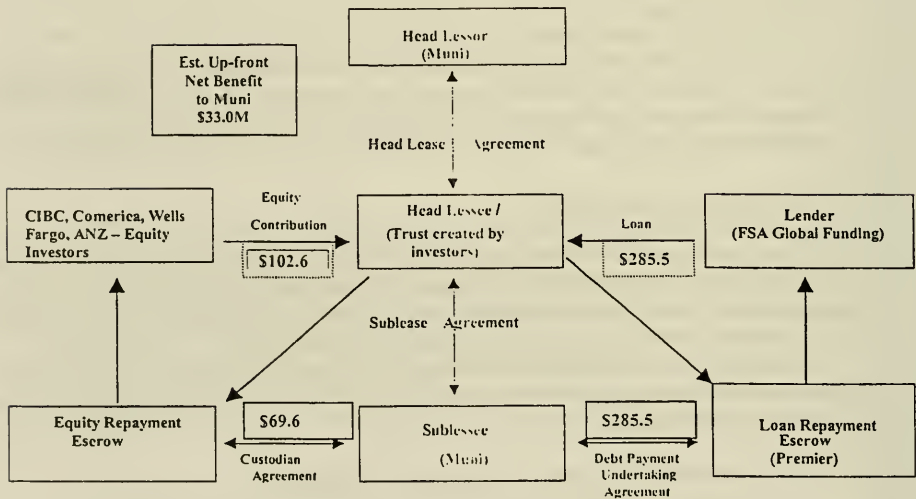 Head Lessor
(Muni)
Est. Up-front
Net Benefit
to Muni
$33.0M
Head Lease Agreement
CIBC, Comerica, Wells
Fargo, ANZ – Equity
Investors
Equity
Contribution
$102.6
Head Lessee /
(Trust created by
investors)
Loan
$285.5
Lender
(FSA Global Funding)
Sublease Agreement
Equity Repayment
Escrow
$69.6
Custodian
Agreement
Sublessee
(Muni)
$285.5
Debt Payment
Undertaking
Agreement
Loan Repayment
Escrow
(Premier)